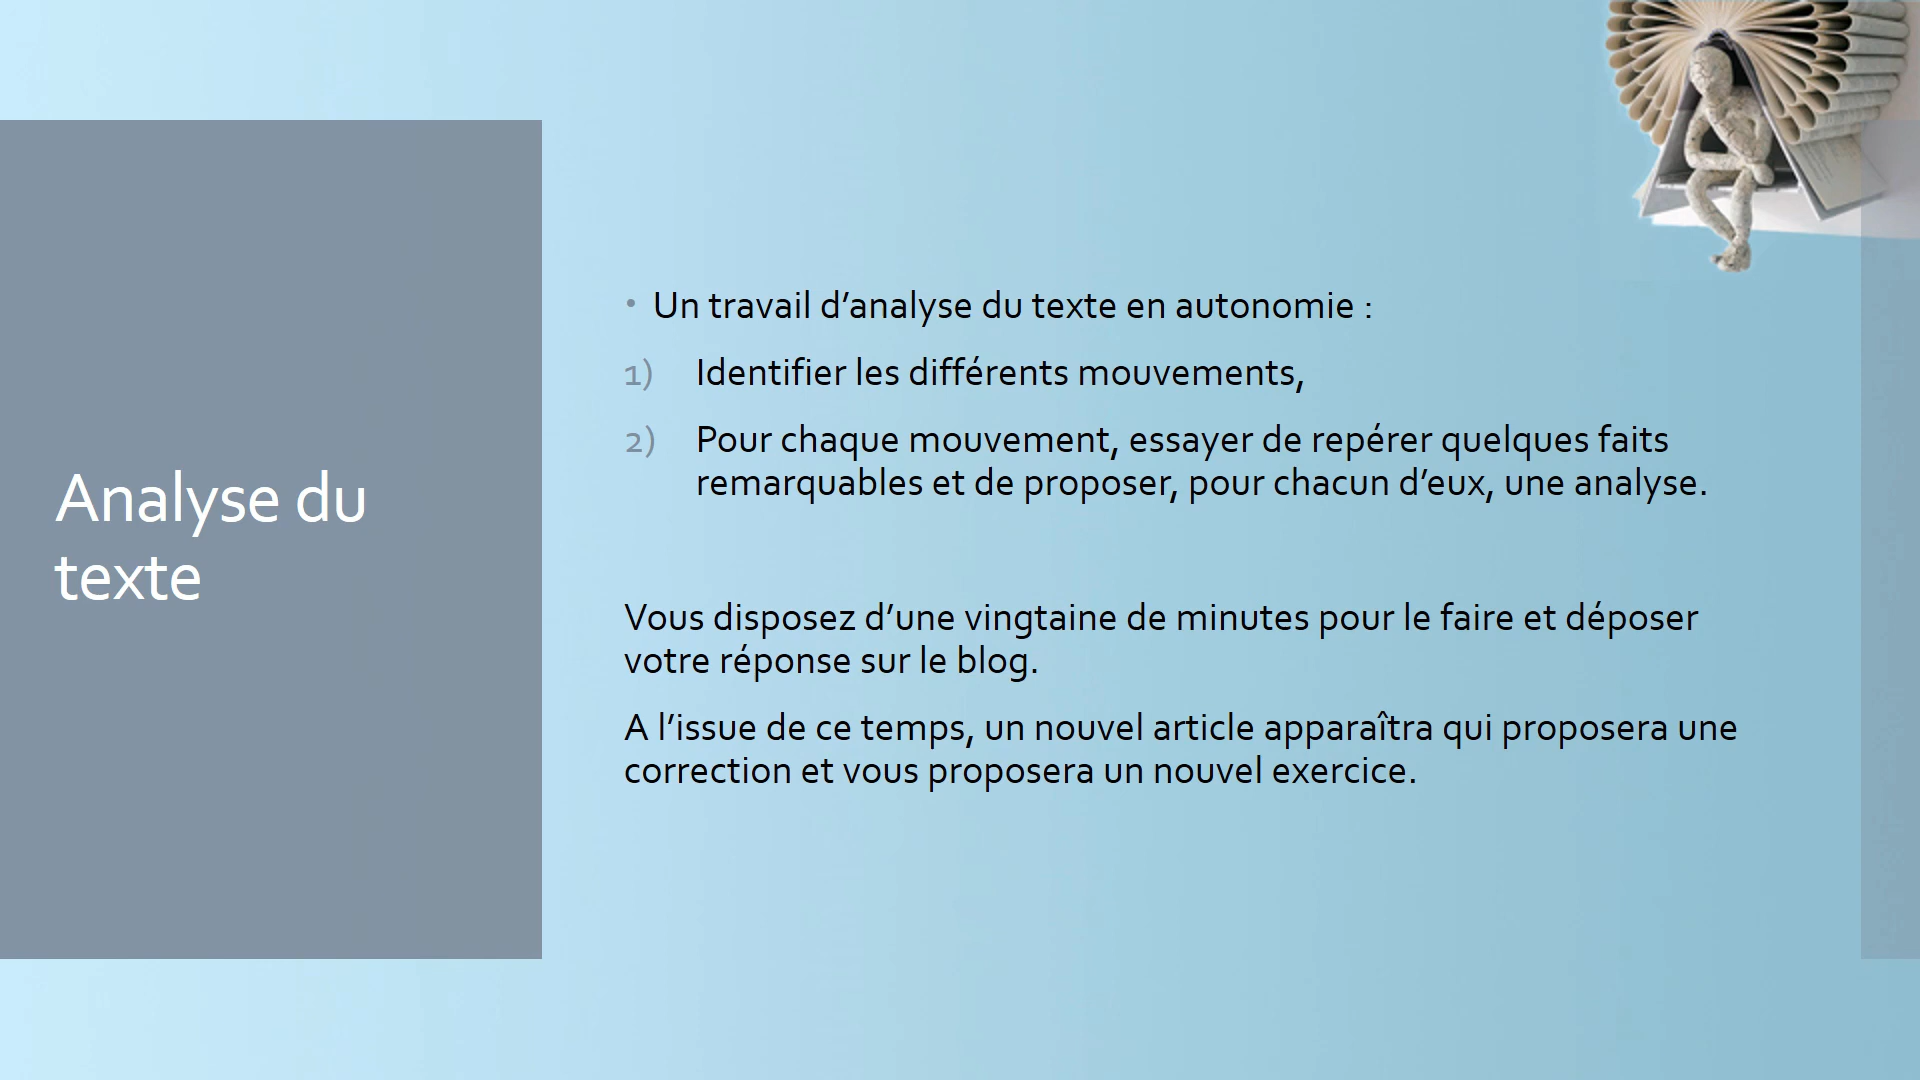 Analyse du
texte
• Un travail d’analyse du texte en autonomie :
1) Identifier les différents mouvements,
2) Pour chaque mouvement, essayer de repérer quelques faits
remarquables et de proposer, pour chacun d’eux, une analyse.
Vous disposez d’une vingtaine de minutes pour le faire et déposer
votre réponse sur le blog.
A l’issue de ce temps, un nouvel article apparaîtra qui proposera une
correction et vous proposera un nouvel exercice.